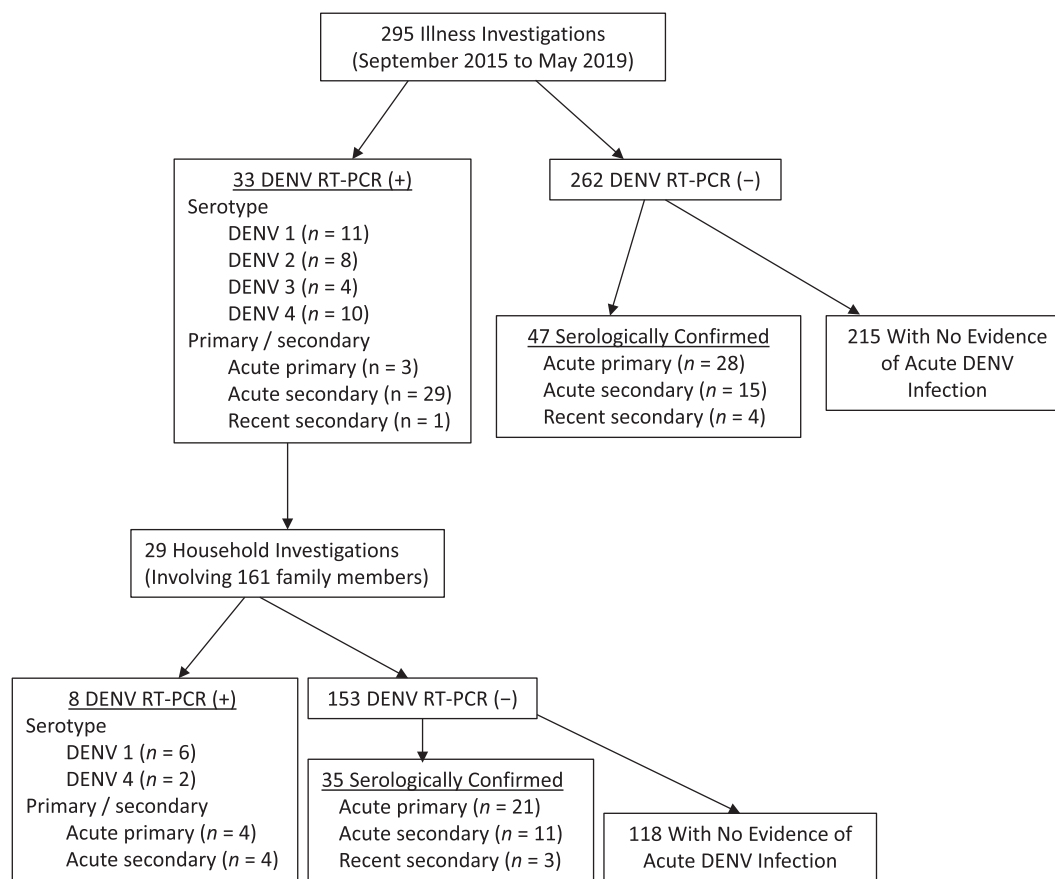 295 Illness Investigations
(September 2015 to May 2019)
33 DENV RT-PCR (+)
Serotype
DENV 1 (n = 11)
DENV 2 (n = 8)
DENV 3 (n = 4)
DENV 4 (n = 10)
Primary / secondary
Acute primary (n = 3)
Acute secondary (n = 29)
Recent secondary (n = 1)
262 DENV RT-PCR (−)
47 Serologically Confirmed
Acute primary (n = 28)
Acute secondary (n = 15)
Recent secondary (n = 4)
215 With No Evidence
of Acute DENV
Infection
29 Household Investigations
(Involving 161 family members)
8 DENV RT-PCR (+)
Serotype
DENV 1 (n = 6)
DENV 4 (n = 2)
Primary / secondary
Acute primary (n = 4)
Acute secondary (n = 4)
153 DENV RT-PCR (−)
35 Serologically Confirmed
Acute primary (n = 21)
Acute secondary (n = 11)
Recent secondary (n = 3)
118 With No Evidence of
Acute DENV Infection